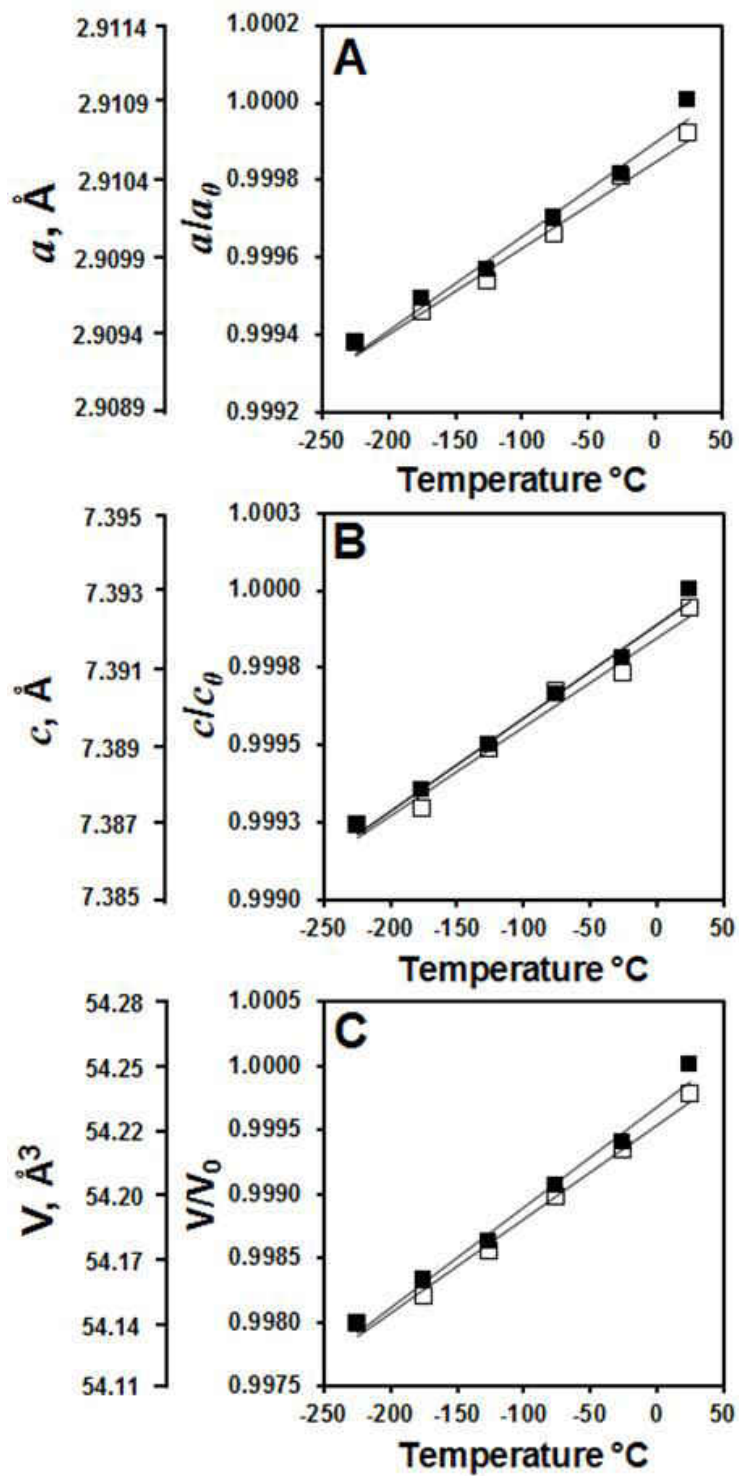 2.9114
2.9109
2.9104
2.9099
2.9094
2.9089
a, Å
1.0002
1.0000
0.9998
0.9996
0.9994
0.9992
a/a0
A
-250 -200 -150 -100 -50 0 50
Temperature °C
7.395
7.393
7.391
7.389
7.387
7.385
c, Å
1.0003
1.0000
0.9998
0.9995
0.9993
0.9990
c/c0
B
-250 -200 -150 -100 -50 0 50
Temperature °C
54.28
54.25
54.22
54.20
54.17
54.14
54.11
V, Å3
1.0005
1.0000
0.9995
0.9990
0.9985
0.9980
0.9975
V/V0
C
-250 -200 -150 -100 -50 0 50
Temperature °C